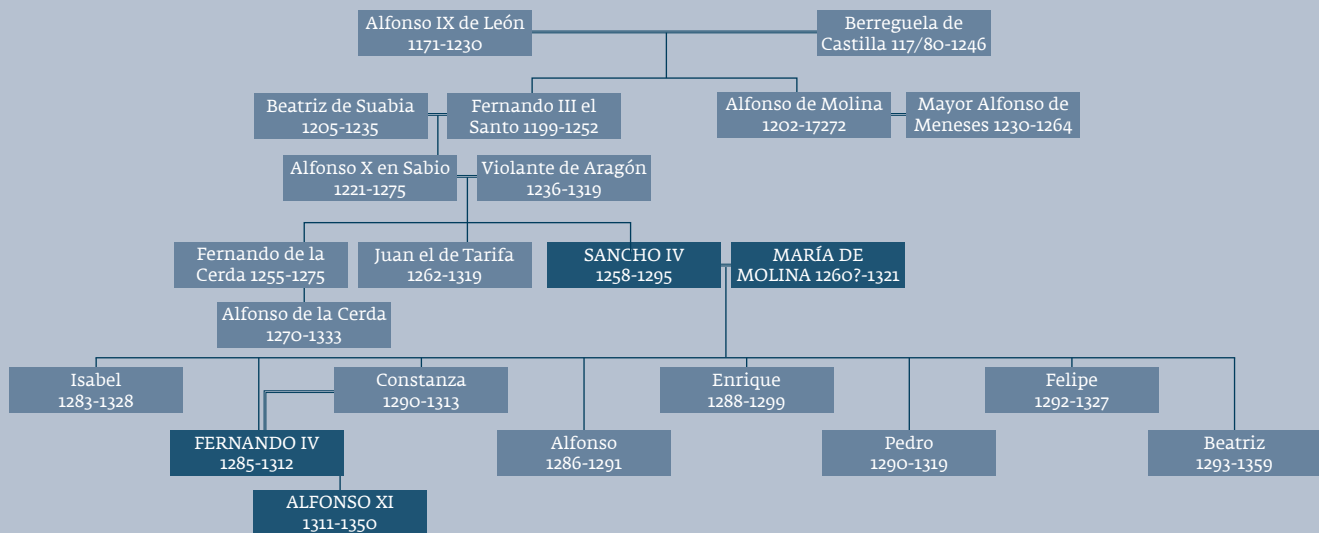 Alfonso IX de León
1171-1230
Berreguela de
Castilla 117/80-1246
Beatriz de Suabia
1205-1235
Fernando III el
Santo 1199-1252
Alfonso de Molina
1202-17272
Mayor Alfonso de
Meneses 1230-1264
Alfonso X en Sabio
1221-1275
Violante de Aragón
1236-1319
Fernando de la
Cerda 1255-1275
Juan el de Tarifa
1262-1319
SANCHO IV
1258-1295
MARÍA DE
MOLINA 1260?-1321
Alfonso de la Cerda
1270-1333
Isabel
1283-1328
Constanza
1290-1313
Enrique
1288-1299
Felipe
1292-1327
FERNANDO IV
1285-1312
Alfonso
1286-1291
Pedro
1290-1319
Beatriz
1293-1359
ALFONSO XI
1311-1350